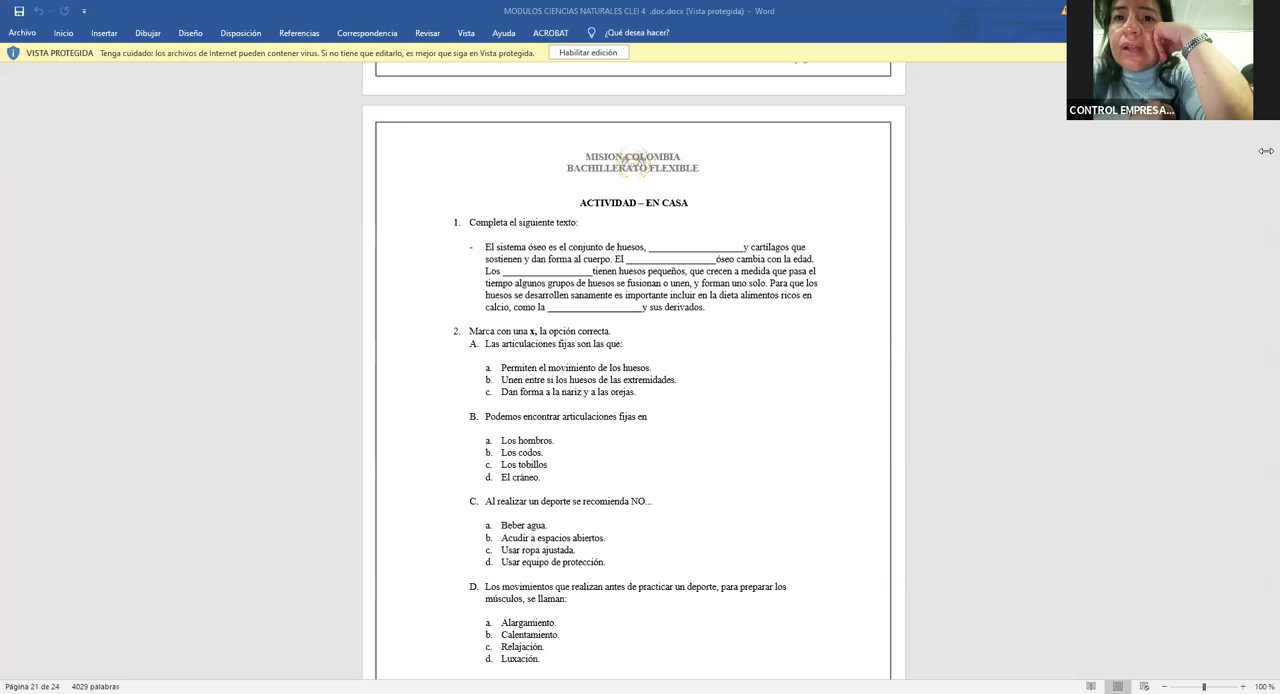 MODULOS CIENCIAS NATURALES CLEI 4 .doc.docx (Vista protegida) - Word
Archivo Inicio Insertar Dibujar Diseño Disposición Referencias Correspondencia Revisar Vista Ayuda ACROBAT ¿Qué desea hacer?
VISTA PROTEGIDA Tenga cuidado: los archivos de Internet pueden contener virus. Si no tiene que editarlo, es mejor que siga en Vista protegida. Habilitar edición
CONTROL EMPRESA...
MISION COLOMBIA
BACHILLERATO FLEXIBLE
ACTIVIDAD – EN CASA
1. Completa el siguiente texto:
- El sistema óseo es el conjunto de huesos, ____________________y cartílagos que
sostienen y dan forma al cuerpo. El ___________________óseo cambia con la edad.
Los ___________________tienen huesos pequeños, que crecen a medida que pasa el
tiempo algunos grupos de huesos se fusionan o unen, y forman uno solo. Para que los
huesos se desarrollen sanamente es importante incluir en la dieta alimentos ricos en
calcio, como la ____________________y sus derivados.
2. Marca con una x, la opción correcta.
A. Las articulaciones fijas son las que:
a. Permiten el movimiento de los huesos.
b. Unen entre si los huesos de las extremidades.
c. Dan forma a la nariz y a las orejas.
B. Podemos encontrar articulaciones fijas en
a. Los hombros.
b. Los codos.
c. Los tobillos
d. El cráneo.
C. Al realizar un deporte se recomienda NO...
a. Beber agua.
b. Acudir a espacios abiertos.
c. Usar ropa ajustada.
d. Usar equipo de protección.
D. Los movimientos que realizan antes de practicar un deporte, para preparar los
músculos, se llaman:
a. Alargamiento.
b. Calentamiento.
c. Relajación.
d. Luxación.
Página 21 de 24 4029 palabras
100 %